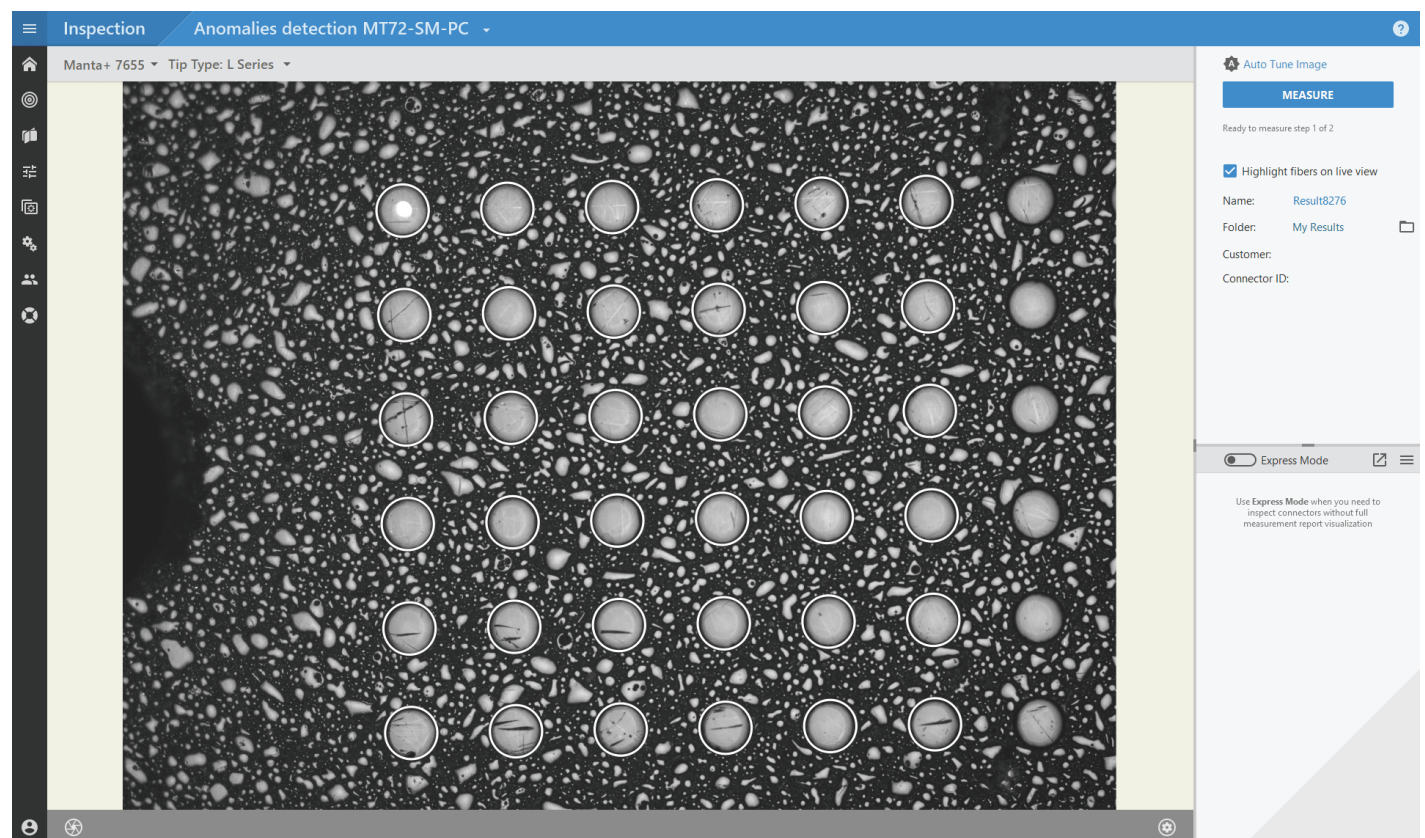 Inspection
Anomalies detection MT72-SM-PC
?
Manta+ 7655
Tip Type: L Series
A
Auto Tune Image
MEASURE
Ready to measure step 1 of 2
Highlight fibers on live view
Name: Result8276
Folder: My Results
Customer:
Connector ID:
Express Mode
Use Express Mode when you need to
inspect connectors without full
measurement report visualization